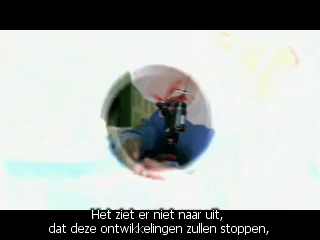 Het ziet er niet naar uit,
dat deze ontwikkelingen zullen stoppen,